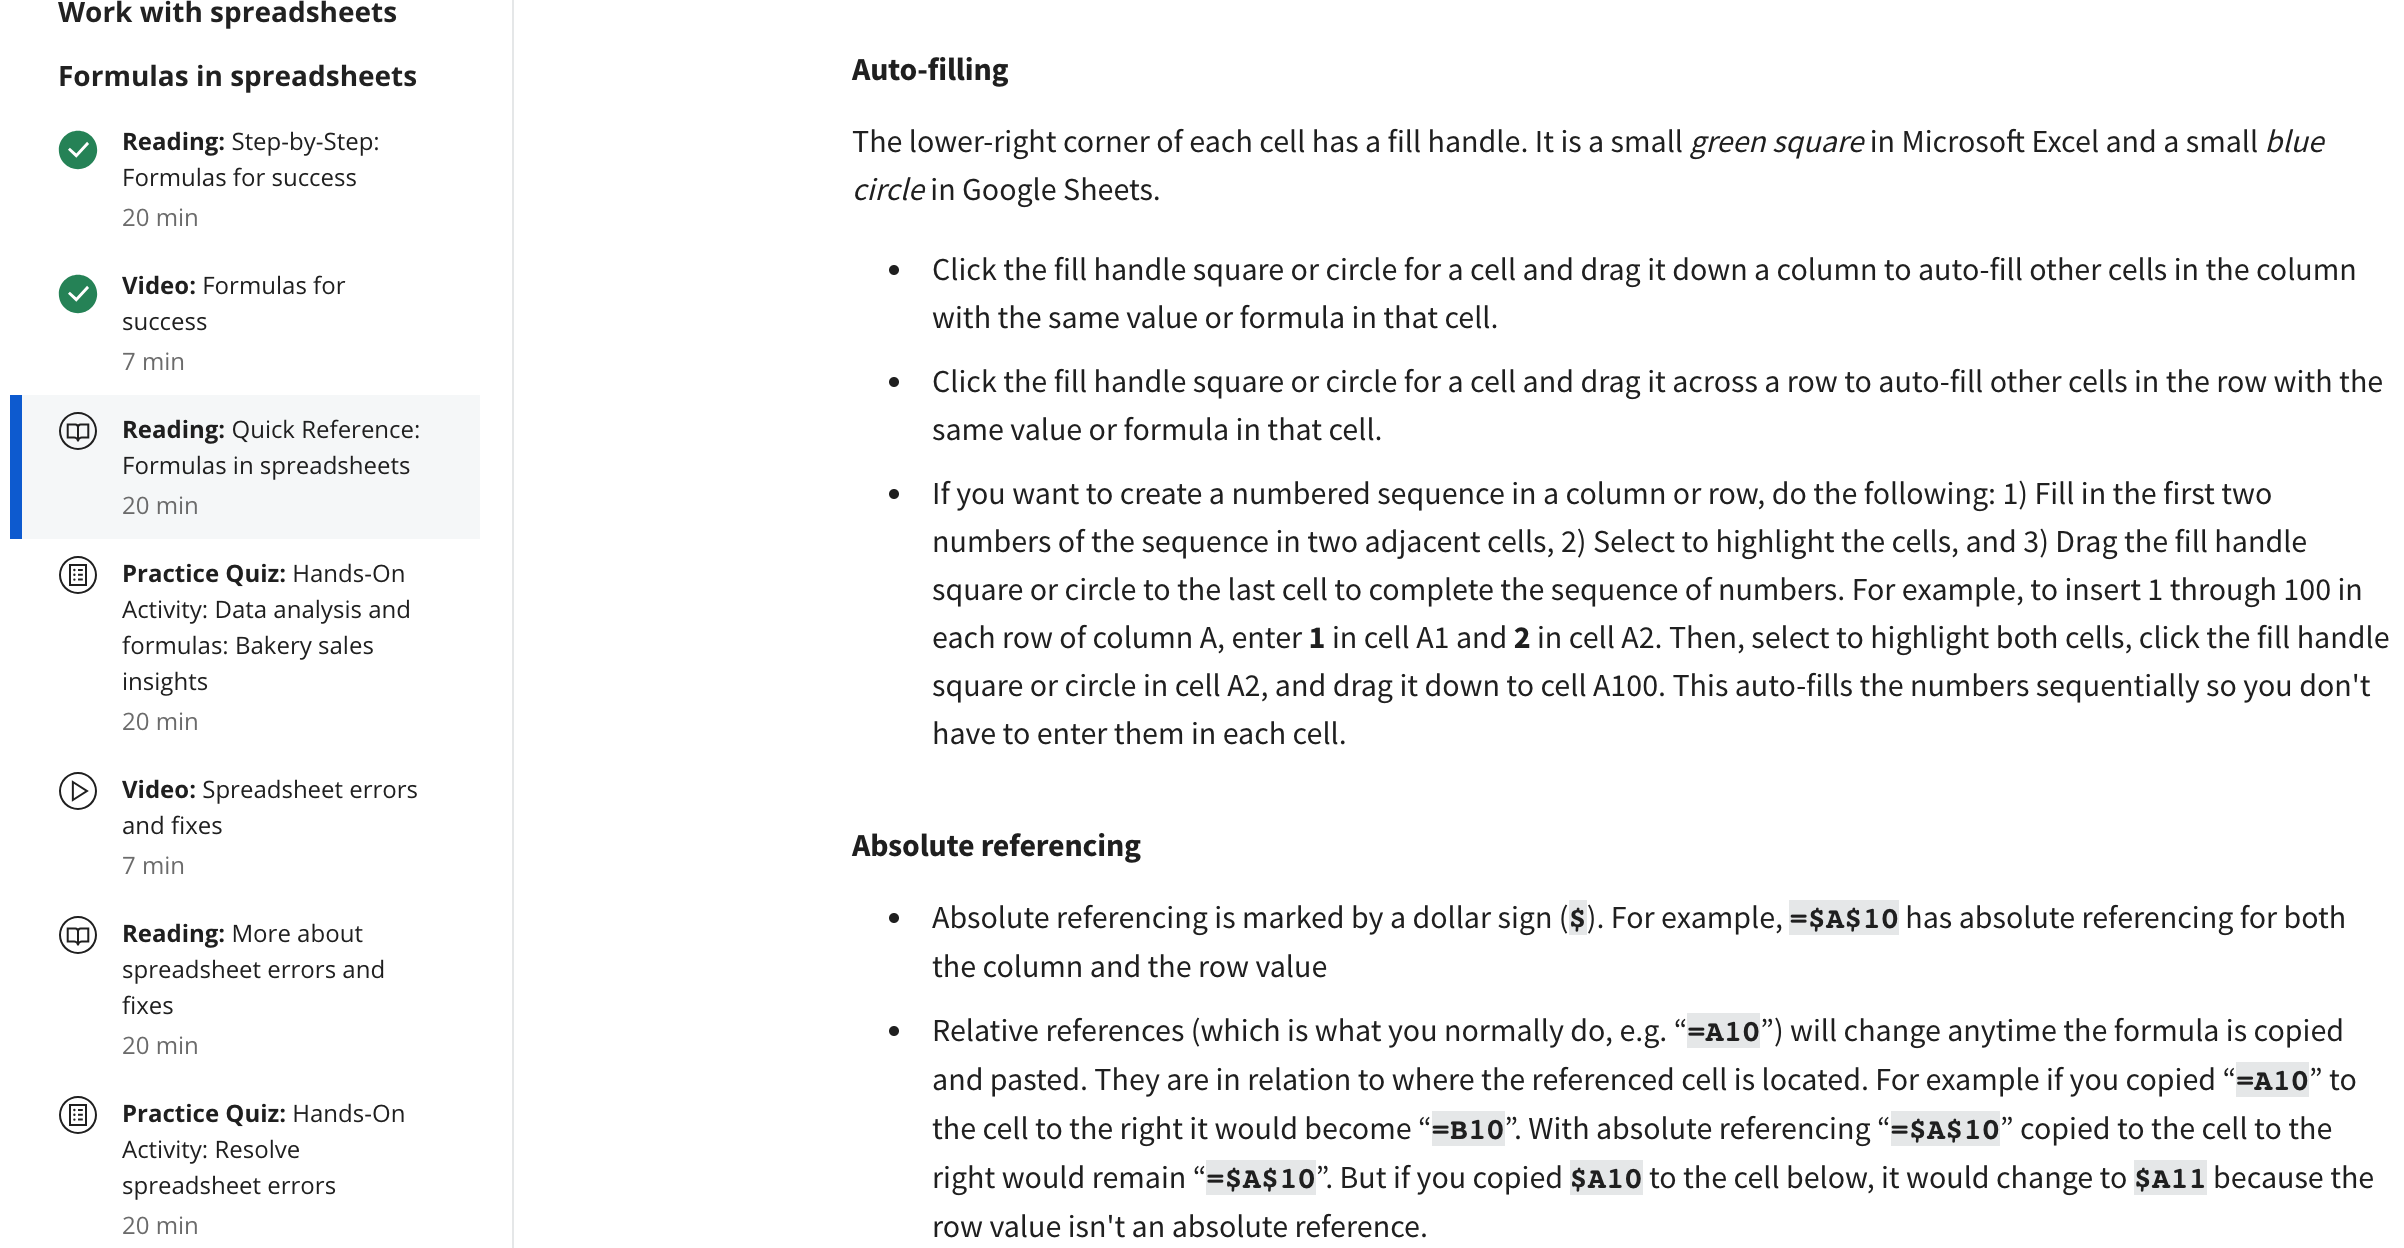 Work with spreadsheets
Formulas in spreadsheets
Reading: Step-by-Step:
Formulas for success
20 min
Video: Formulas for
success
7 min
Reading: Quick Reference:
Formulas in spreadsheets
20 min
Practice Quiz: Hands-On
Activity: Data analysis and
formulas: Bakery sales
insights
20 min
Video: Spreadsheet errors
and fixes
7 min
Reading: More about
spreadsheet errors and
fixes
20 min
Practice Quiz: Hands-On
Activity: Resolve
spreadsheet errors
20 min
Auto-filling
The lower-right corner of each cell has a fill handle. It is a small green square in Microsoft Excel and a small blue
circle in Google Sheets.
• Click the fill handle square or circle for a cell and drag it down a column to auto-fill other cells in the column
with the same value or formula in that cell.
• Click the fill handle square or circle for a cell and drag it across a row to auto-fill other cells in the row with the
same value or formula in that cell.
• If you want to create a numbered sequence in a column or row, do the following: 1) Fill in the first two
numbers of the sequence in two adjacent cells, 2) Select to highlight the cells, and 3) Drag the fill handle
square or circle to the last cell to complete the sequence of numbers. For example, to insert 1 through 100 in
each row of column A, enter 1 in cell A1 and 2 in cell A2. Then, select to highlight both cells, click the fill handle
square or circle in cell A2, and drag it down to cell A100. This auto-fills the numbers sequentially so you don't
have to enter them in each cell.
Absolute referencing
• Absolute referencing is marked by a dollar sign ($). For example, =$A$10 has absolute referencing for both
the column and the row value
• Relative references (which is what you normally do, e.g. “=A10”) will change anytime the formula is copied
and pasted. They are in relation to where the referenced cell is located. For example if you copied “=A10” to
the cell to the right it would become “=B10”. With absolute referencing “=$A$10” copied to the cell to the
right would remain “=$A$10”. But if you copied $A10 to the cell below, it would change to $A11 because the
row value isn't an absolute reference.